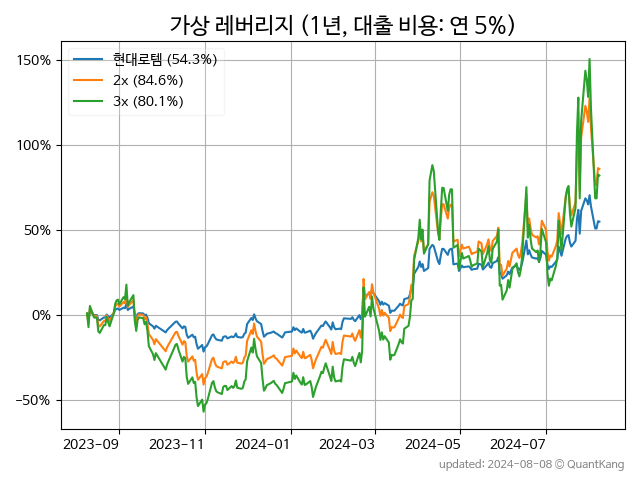 가상 레버리지 (1년, 대출 비용: 연 5%)
150%
100%
50%
0%
−50%
현대로템 (54.3%)
2x (84.6%)
3x (80.1%)
2023-09
2023-11
2024-01
2024-03
2024-05
2024-07
updated: 2024-08-08 © QuantKang